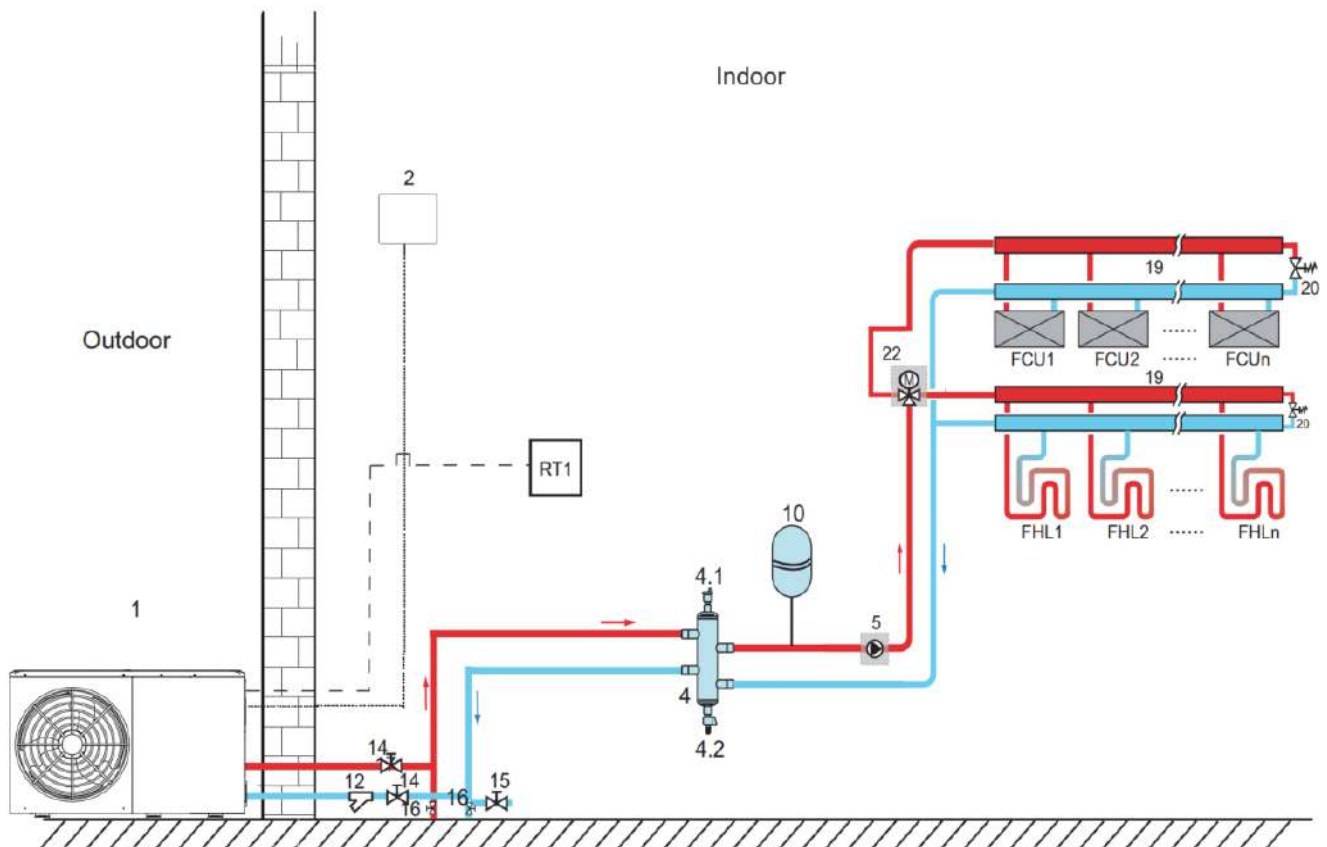 Indoor
2
Outdoor
19
20
FCU1 FCU2 ...... FCUn
22
M
19
20
RT1
FHL1 FHL2 ...... FHLn
10
4.1
1
5
4
4.2
14
12 14 16 16 15